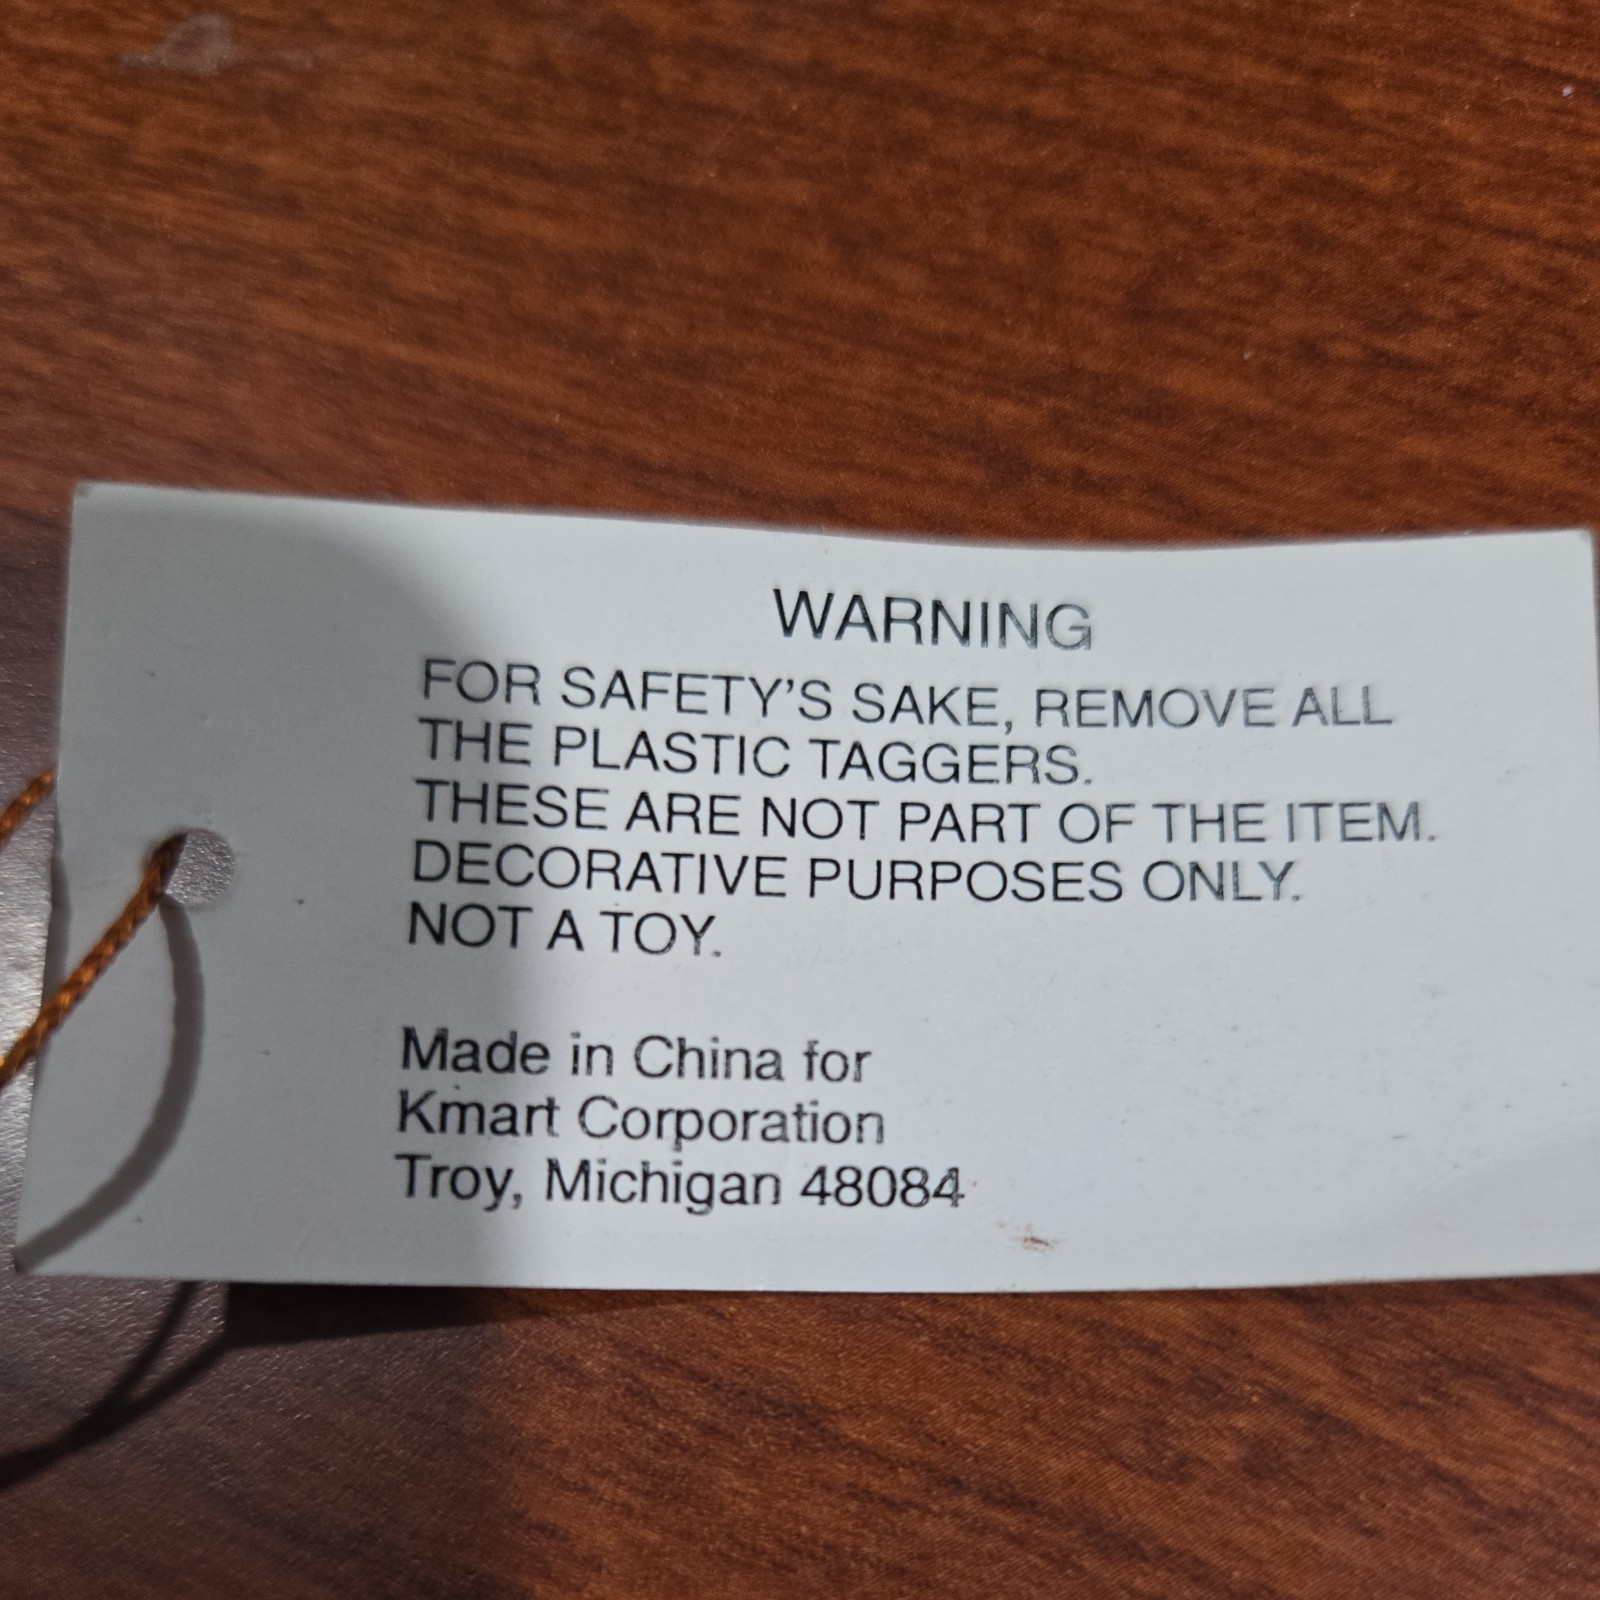 WARNING
FOR SAFETY'S SAKE, REMOVE ALL
THE PLASTIC TAGGERS.
THESE ARE NOT PART OF THE ITEM.
DECORATIVE PURPOSES ONLY.
NOT A TOY.
Made in China for
Kmart Corporation
Troy, Michigan 48084